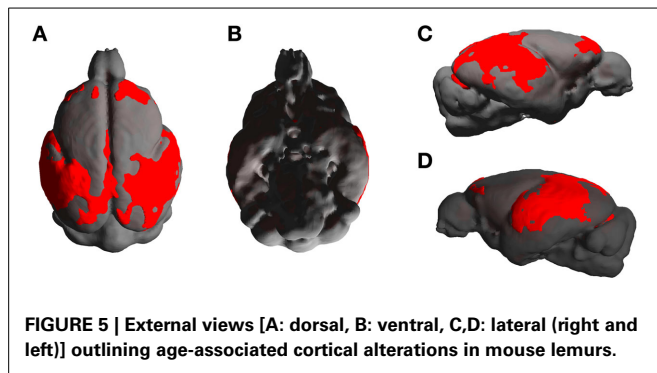 A
B
C
D
FIGURE 5 | External views [A: dorsal, B: ventral, C,D: lateral (right and
left)] outlining age-associated cortical alterations in mouse lemurs.